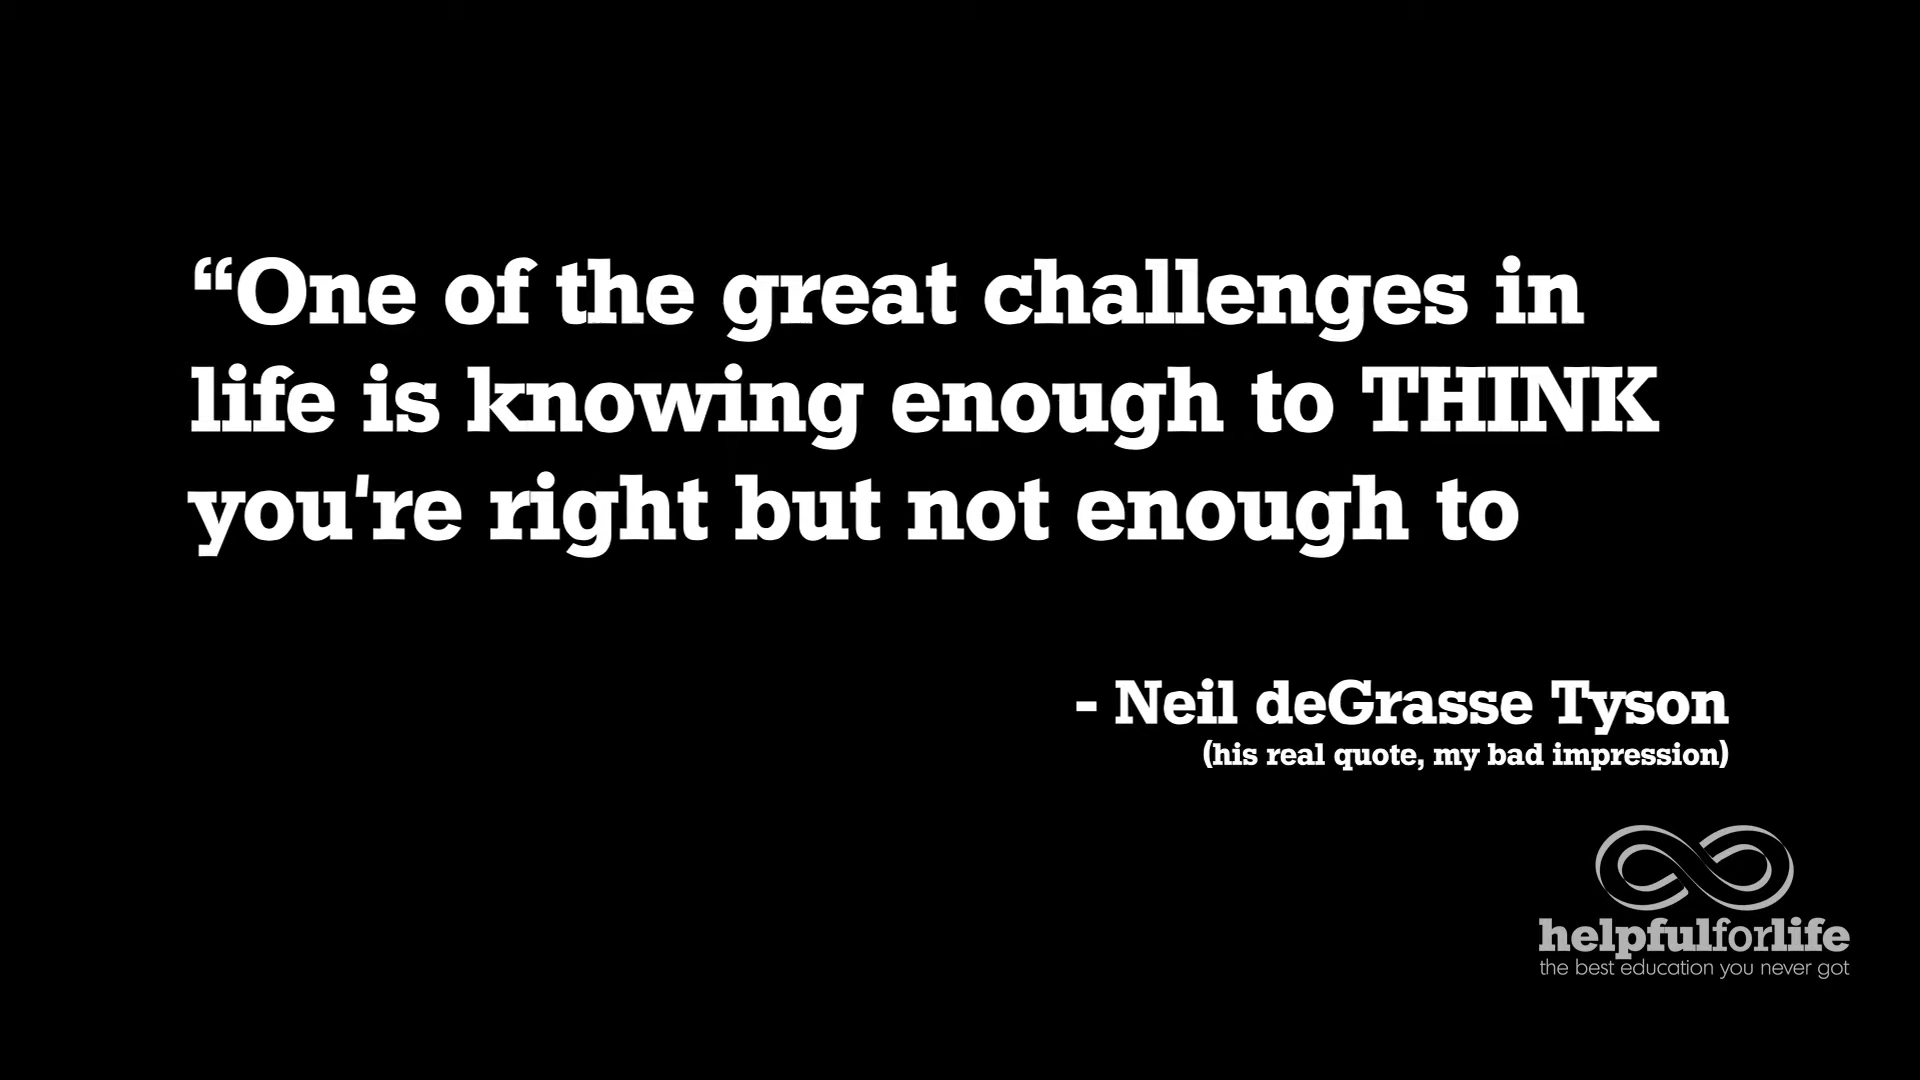 “One of the great challenges in
life is knowing enough to THINK
you're right but not enough to
- Neil deGrasse Tyson
(his real quote, my bad impression)
helpfulforlife
the best education you never got